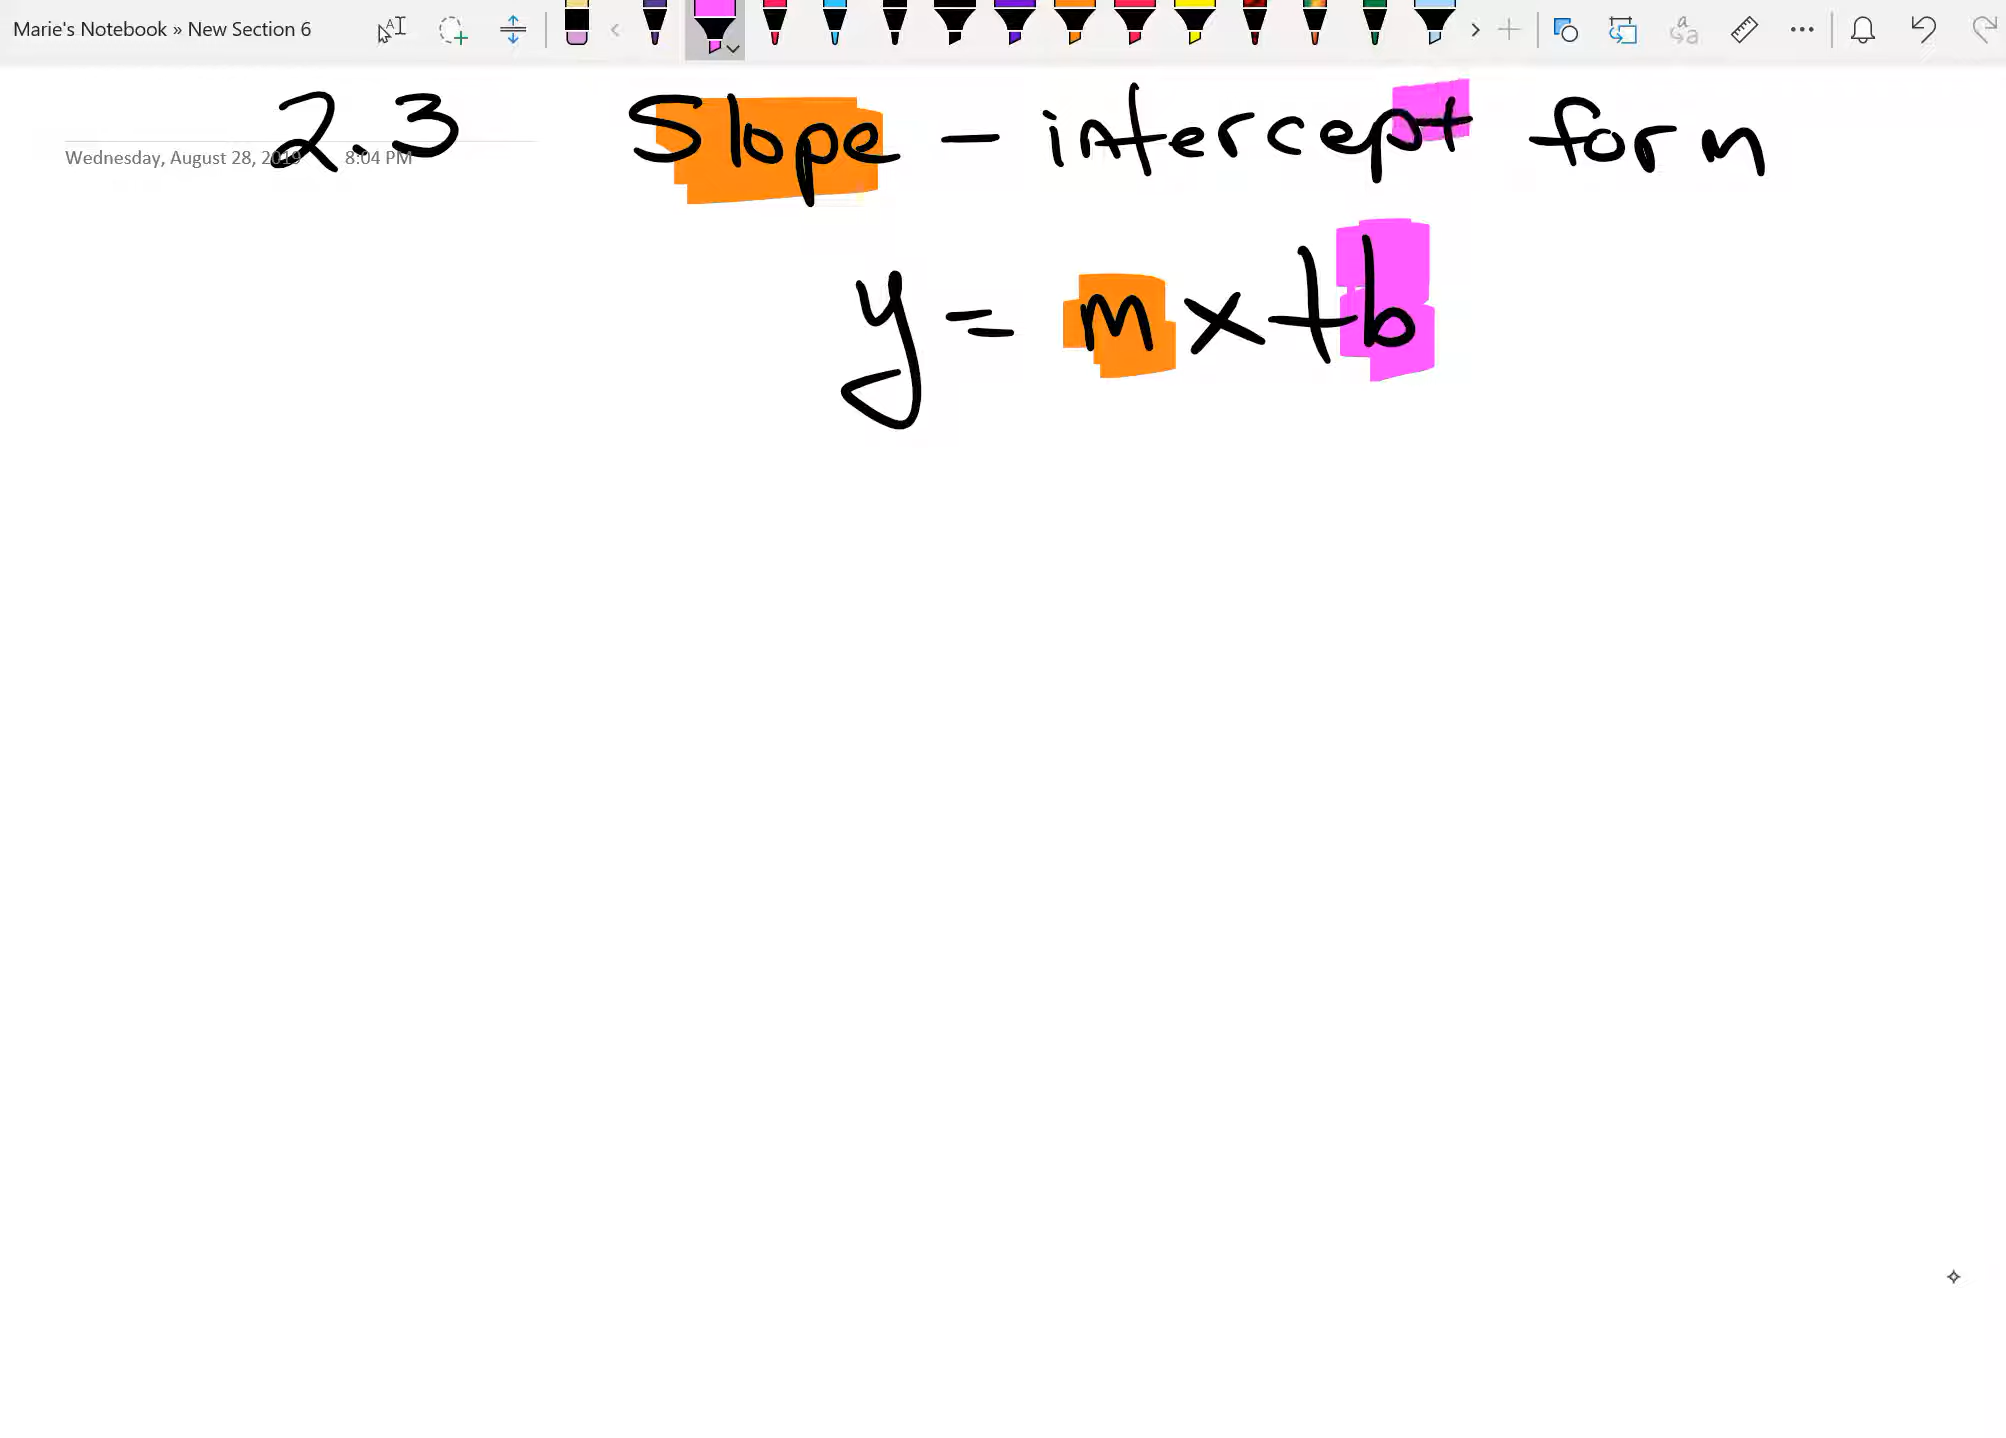 Marie's Notebook » New Section 6
2.3 Slope - intercept form
Wednesday, August 28, 2019 8:04 PM
y = mx+b